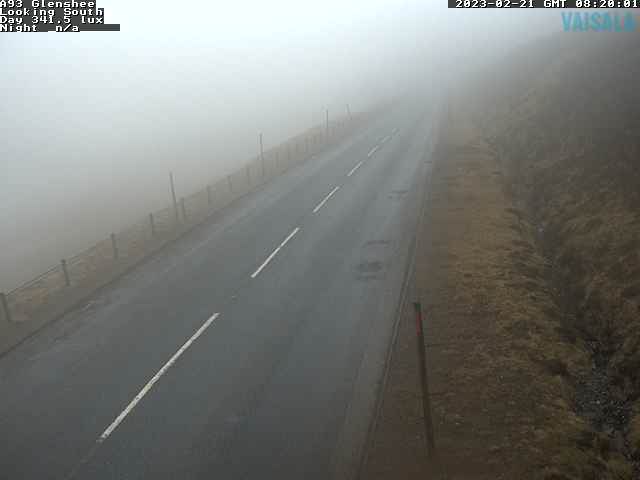 A93 Glenshee
Looking South
Day 341.5 lux
Night n/a
2023-02-21 GMT 08:20:01
VAISALA